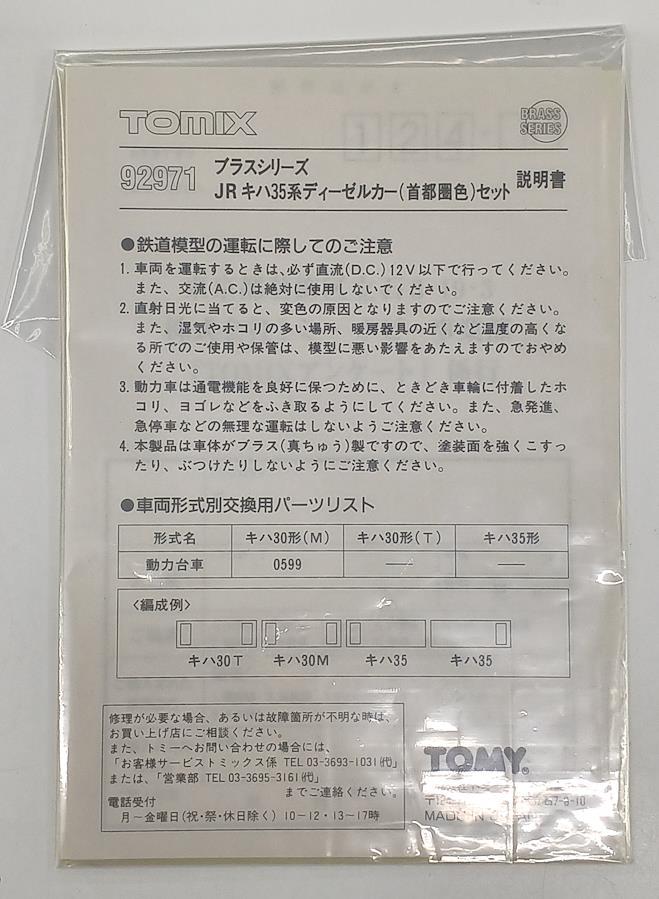 TOMIX
BRASS
SERIES
92971
ブラスシリーズ
JR キハ35系ディーゼルカー(首都圏色)セット
説明書
●鉄道模型の運転に際してのご注意
1. 車両を運転するときは、必ず直流(D.C.)12V以下で行ってください。
また、交流(A.C.)は絶対に使用しないでください。
2. 直射日光に当てると、変色の原因となりますのでご注意ください。
また、湿気やホコリの多い場所、暖房器具の近くなど温度の高くな
る所でのご使用や保管は、模型に悪い影響をあたえますのでおやめ
ください。
3. 動力車は通電機能を良好に保つために、ときどき車輪に付着したホ
コリ、ヨゴレなどをふき取るようにしてください。また、急発進、
急停車などの無理な運転はしないようご注意ください。
4. 本製品は車体がブラス(真ちゅう)製ですので、塗装面を強くこすっ
たり、ぶつけたりしないようにご注意ください。
●車両形式別交換用パーツリスト
形式名 キハ30形(M) キハ30形(T) キハ35形
動力台車 0599 — —
〈編成例〉
キハ30T キハ30M キハ35 キハ35
修理が必要な場合、あるいは故障箇所が不明な時は、
お買い上げ店にご相談ください。
また、トミーへお問い合わせの場合には、
「お客様サービストミックス係 TEL 03-3693-1031㈹」
または、「営業部 TEL 03-3695-3161㈹」
までご連絡ください。
電話受付
月〜金曜日(祝・祭・休日除く) 10−12・13−17時
TOMY
MADE IN